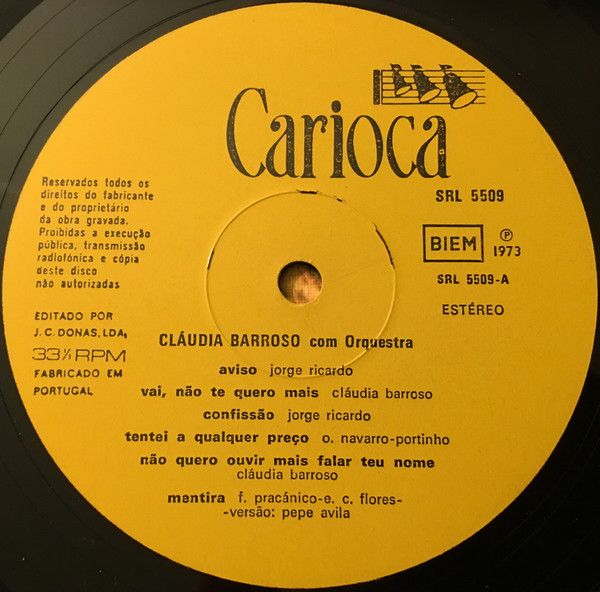 Carioca
SRL 5509
Reservados todos os
direitos do fabricante
e do proprietário
da obra gravada.
Proibidas a execução
pública, transmissão
radiofónica e cópia
deste disco
não autorizadas
BIEM
Ⓟ
1973
SRL 5509-A
ESTÉREO
EDITADO POR
J.C. DONAS, LDA,
33⅓ RPM
FABRICADO EM
PORTUGAL
CLÁUDIA BARROSO com Orquestra
aviso jorge ricardo
vai, não te quero mais cláudia barroso
confissão jorge ricardo
tentei a qualquer preço o. navarro-portinho
não quero ouvir mais falar teu nome
cláudia barroso
mentira f. pracánico-e. c. flores-
-versão: pepe avila